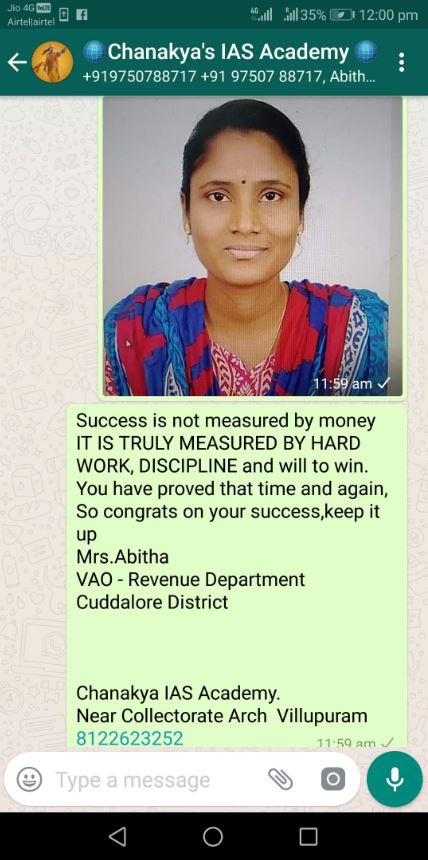 Jio 4G VoLTE
Airtel|airtel
4G
35%
12:00 pm
Chanakya's IAS Academy
+919750788717 +91 97507 88717, Abith...
11:59 am
Success is not measured by money
IT IS TRULY MEASURED BY HARD
WORK, DISCIPLINE and will to win.
You have proved that time and again,
So congrats on your success,keep it
up
Mrs.Abitha
VAO - Revenue Department
Cuddalore District
Chanakya IAS Academy.
Near Collectorate Arch Villupuram
8122623252
11:59 am
Type a message